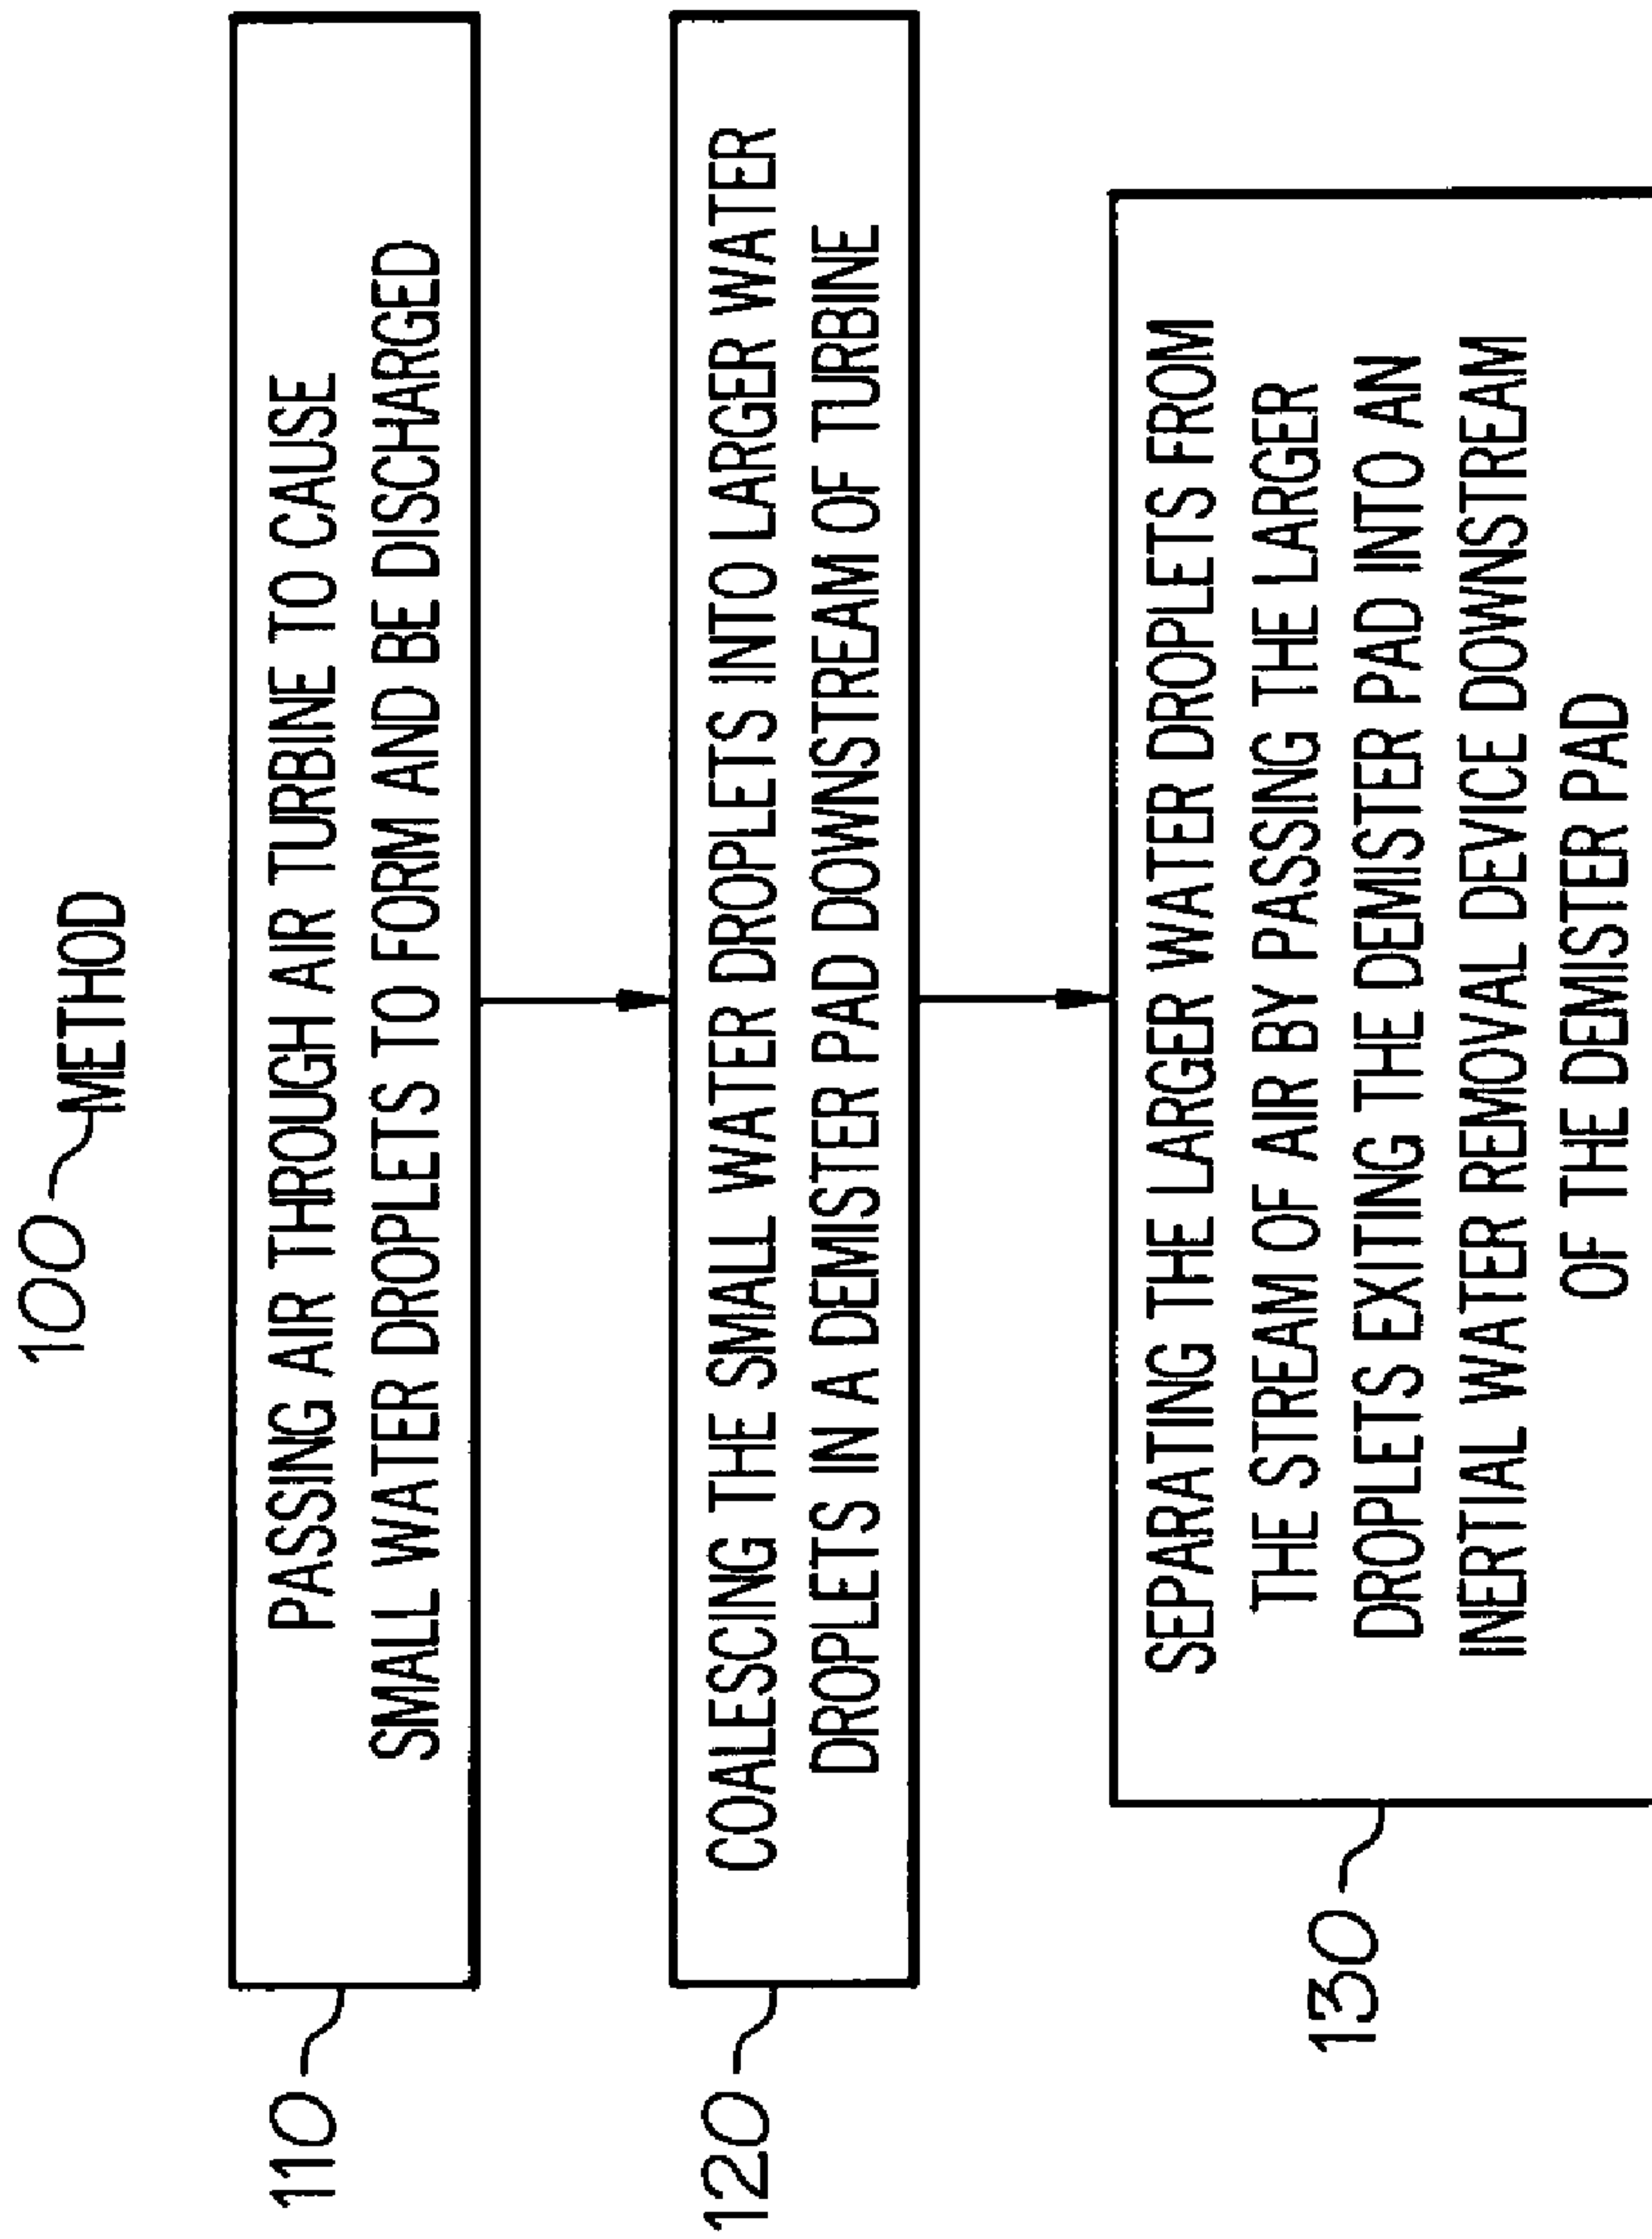 100
METHOD
110
PASSING AIR THROUGH AIR TURBINE TO CAUSE
SMALL WATER DROPLETS TO FORM AND BE DISCHARGED
120
COALESCING THE SMALL WATER DROPLETS INTO LARGER WATER
DROPLETS IN A DEMISTER PAD DOWNSTREAM OF TURBINE
130
SEPARATING THE LARGER WATER DROPLETS FROM
THE STREAM OF AIR BY PASSING THE LARGER
DROPLETS EXITING THE DEMISTER PAD INTO AN
INERTIAL WATER REMOVAL DEVICE DOWNSTREAM
OF THE DEMISTER PAD